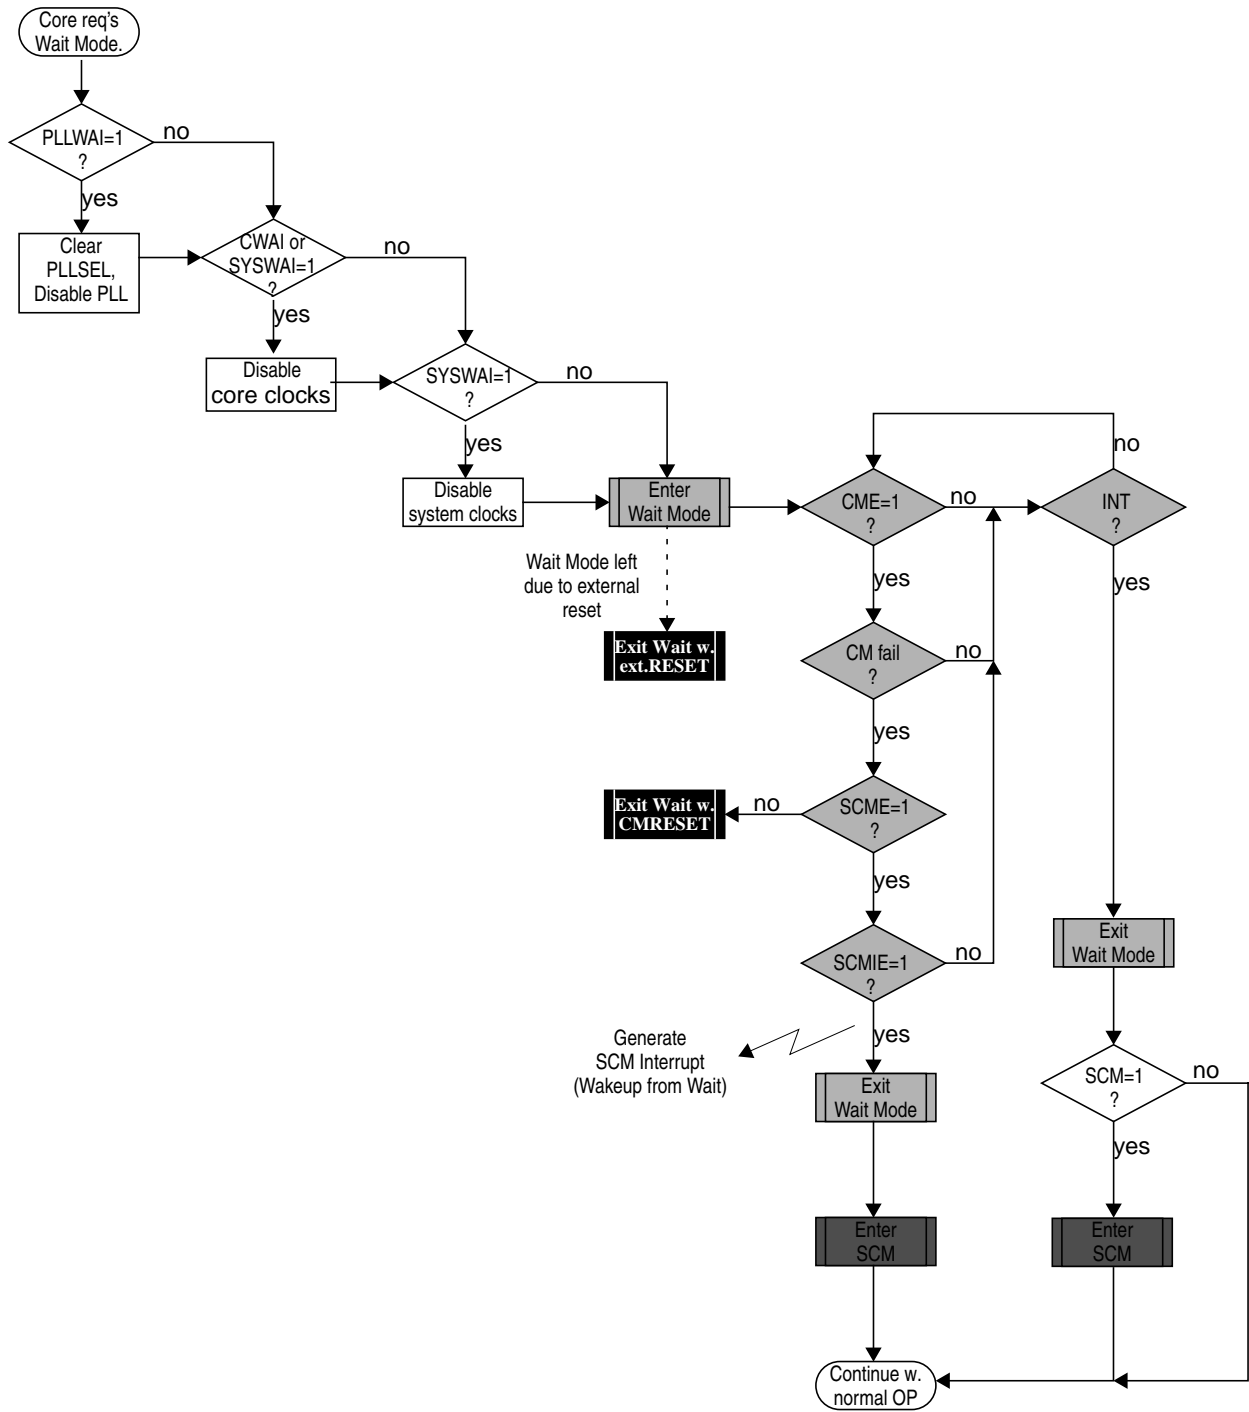 Core req's
Wait Mode.
PLLWAI=1
?
no
yes
Clear
PLLSEL,
Disable PLL
CWAI or
SYSWAI=1
?
no
yes
Disable
core clocks
SYSWAI=1
?
no
yes
Disable
system clocks
Enter
Wait Mode
Wait Mode left
due to external
reset
Exit Wait w.
ext.RESET
CME=1
?
no
yes
INT
?
no
yes
CM fail
?
no
yes
SCME=1
?
no
yes
Exit Wait w.
CMRESET
SCMIE=1
?
no
yes
Generate
SCM Interrupt
(Wakeup from Wait)
Exit
Wait Mode
Enter
SCM
Exit
Wait Mode
SCM=1
?
no
yes
Enter
SCM
Continue w.
normal OP